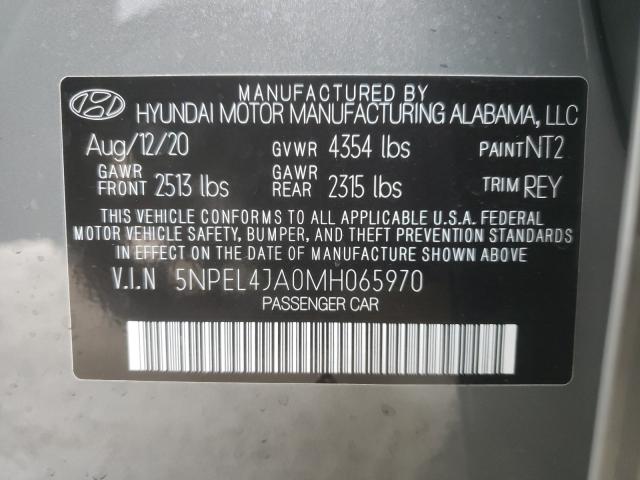 MANUFACTURED BY
HYUNDAI MOTOR MANUFACTURING ALABAMA, LLC
Aug/12/20 GVWR 4354 lbs PAINT NT2
GAWR FRONT 2513 lbs GAWR REAR 2315 lbs TRIM REY
THIS VEHICLE CONFORMS TO ALL APPLICABLE U.S.A. FEDERAL
MOTOR VEHICLE SAFETY, BUMPER, AND THEFT PREVENTION STANDARDS
IN EFFECT ON THE DATE OF MANUFACTURE SHOWN ABOVE.
V.I.N 5NPEL4JA0MH065970
PASSENGER CAR